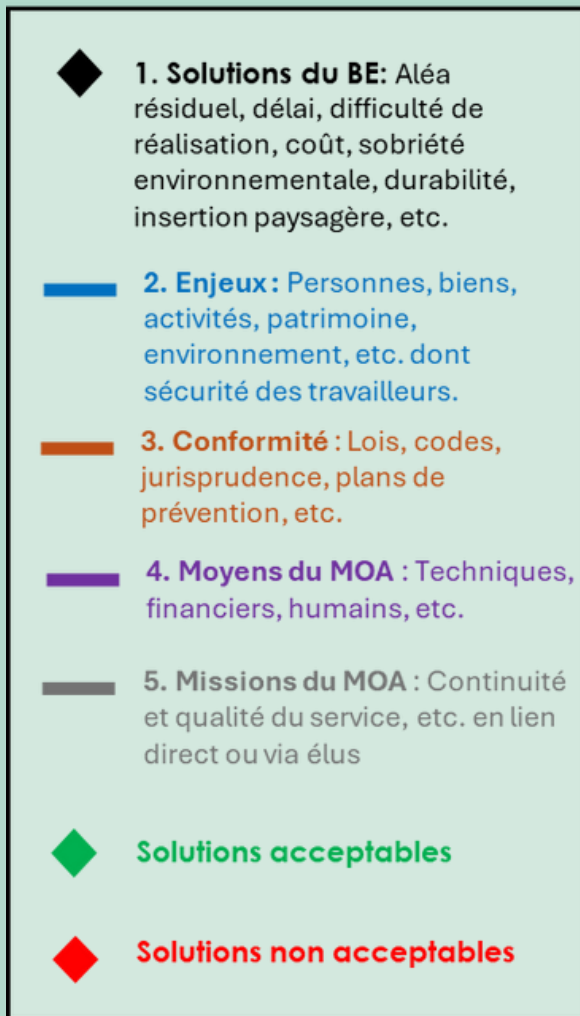 1. Solutions du BE: Aléa
résiduel, délai, difficulté de
réalisation, coût, sobriété
environnementale, durabilité,
insertion paysagère, etc.
2. Enjeux : Personnes, biens,
activités, patrimoine,
environnement, etc. dont
sécurité des travailleurs.
3. Conformité : Lois, codes,
jurisprudence, plans de
prévention, etc.
4. Moyens du MOA : Techniques,
financiers, humains, etc.
5. Missions du MOA : Continuité
et qualité du service, etc. en lien
direct ou via élus
Solutions acceptables
Solutions non acceptables